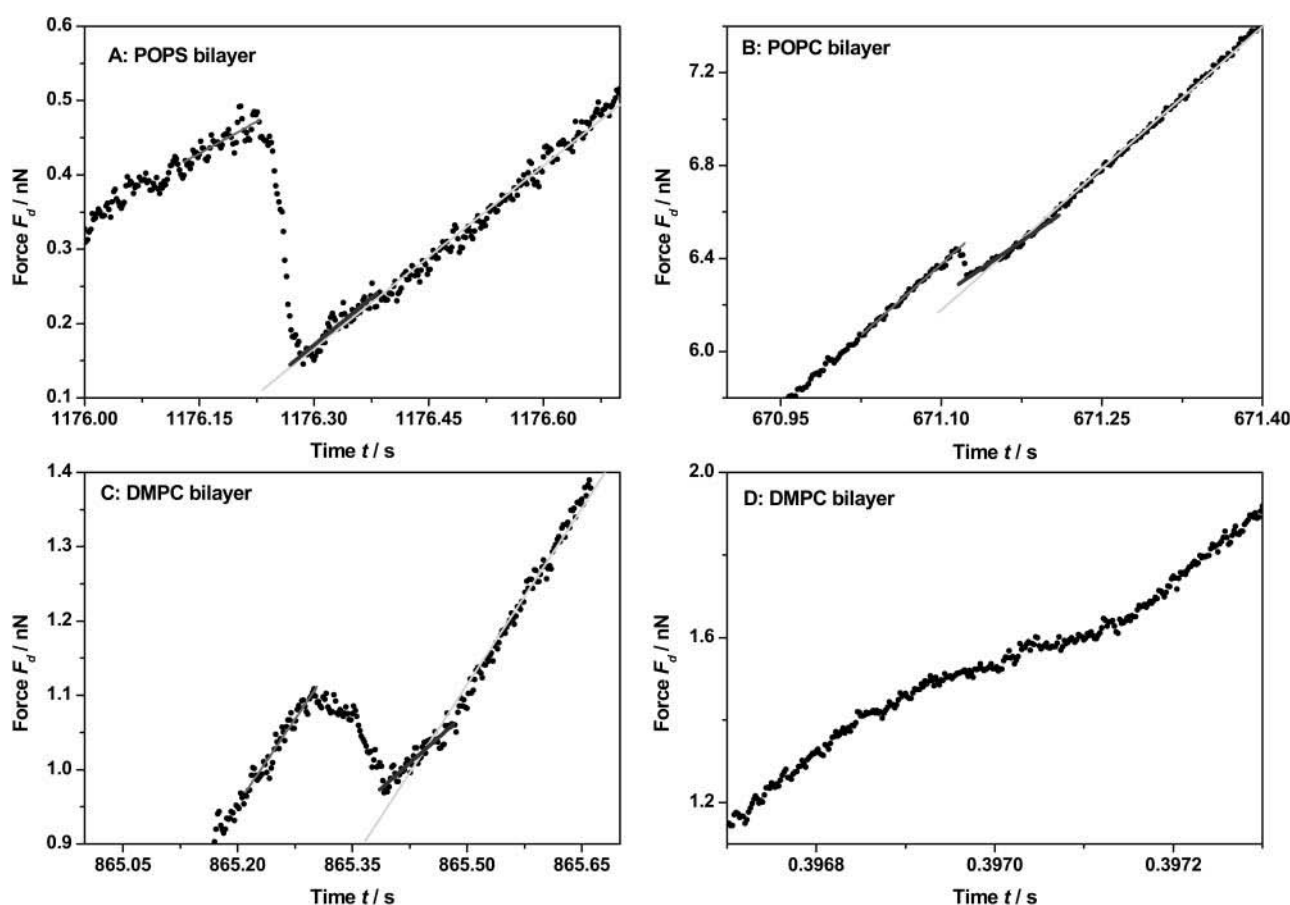 A: POPS bilayer
0.6
0.5
0.4
0.3
0.2
0.1
Force F_d / nN
1176.00 1176.15 1176.30 1176.45 1176.60
Time t / s
B: POPC bilayer
7.2
6.8
6.4
6.0
Force F_d / nN
670.95 671.10 671.25 671.40
Time t / s
C: DMPC bilayer
1.4
1.3
1.2
1.1
1.0
0.9
Force F_d / nN
865.05 865.20 865.35 865.50 865.65
Time t / s
D: DMPC bilayer
2.0
1.6
1.2
Force F_d / nN
0.3968 0.3970 0.3972
Time t / s